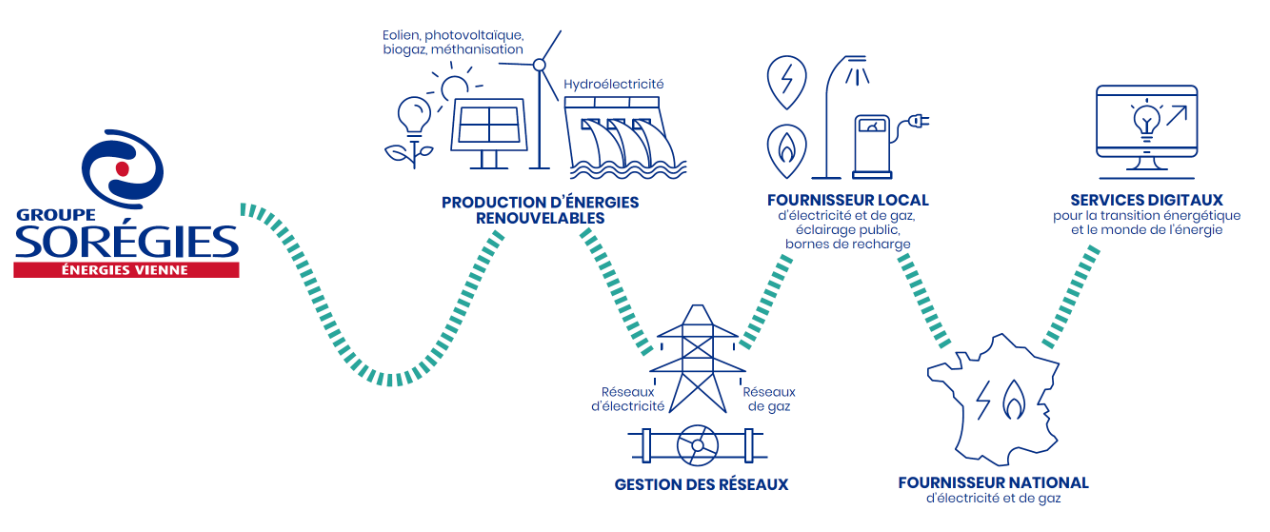 GROUPE
SORÉGIES
ÉNERGIES VIENNE
Eolien, photovoltaïque,
biogaz, méthanisation
Hydroélectricité
PRODUCTION D'ÉNERGIES
RENOUVELABLES
Réseaux
d'électricité
Réseaux
de gaz
GESTION DES RÉSEAUX
FOURNISSEUR LOCAL
d'électricité et de gaz,
éclairage public,
bornes de recharge
FOURNISSEUR NATIONAL
d'électricité et de gaz
SERVICES DIGITAUX
pour la transition énergétique
et le monde de l'énergie